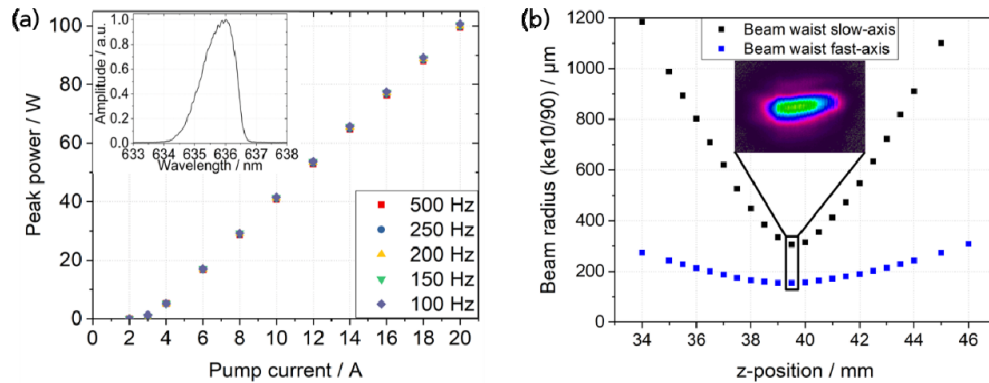 (a)
100
80
60
40
20
0
Peak power / W
0 2 4 6 8 10 12 14 16 18 20
Pump current / A
1.0
0.8
0.6
0.4
0.2
0.0
Amplitude / a.u.
633 634 635 636 637 638
Wavelength / nm
500 Hz
250 Hz
200 Hz
150 Hz
100 Hz
(b)
1200
1000
800
600
400
200
0
Beam radius (ke10/90) / µm
34 36 38 40 42 44 46
z-position / mm
Beam waist slow-axis
Beam waist fast-axis